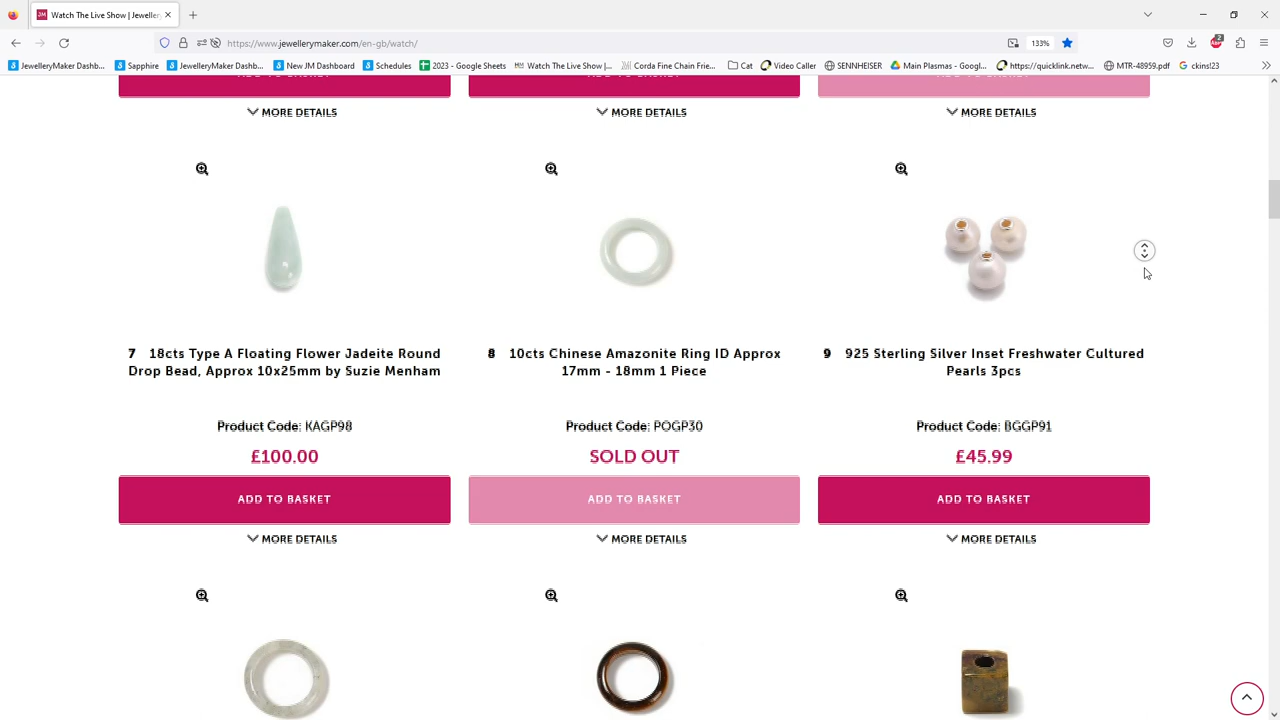 Watch The Live Show | Jeweller
https://www.jewellerymaker.com/en-gb/watch/
133%
2
JewelleryMaker Dashb...
Sapphire
JewelleryMaker Dashb...
New JM Dashboard
Schedules
2023 - Google Sheets
Watch The Live Show |...
Corda Fine Chain Frie...
Cat
Video Caller
SENNHEISER
Main Plasmas - Googl...
https://quicklink.netw...
MTR-48959.pdf
ckins!23
MORE DETAILS
MORE DETAILS
MORE DETAILS
7 18cts Type A Floating Flower Jadeite Round
Drop Bead, Approx 10x25mm by Suzie Menham
Product Code: KAGP98
£100.00
ADD TO BASKET
MORE DETAILS
8 10cts Chinese Amazonite Ring ID Approx
17mm - 18mm 1 Piece
Product Code: POGP30
SOLD OUT
ADD TO BASKET
MORE DETAILS
9 925 Sterling Silver Inset Freshwater Cultured
Pearls 3pcs
Product Code: BGGP91
£45.99
ADD TO BASKET
MORE DETAILS